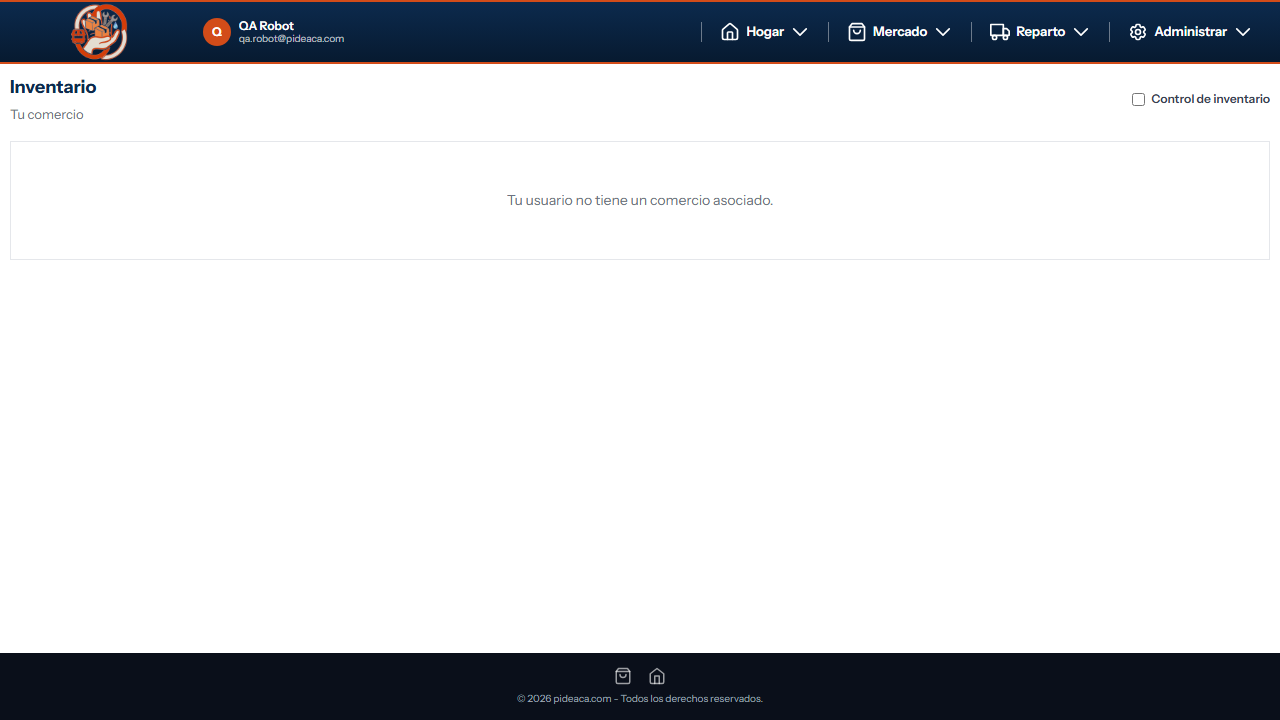 Q
QA Robot
qa.robot@pideaca.com
Hogar
Mercado
Reparto
Administrar
Inventario
Tu comercio
Control de inventario
Tu usuario no tiene un comercio asociado.
© 2026 pideaca.com - Todos los derechos reservados.